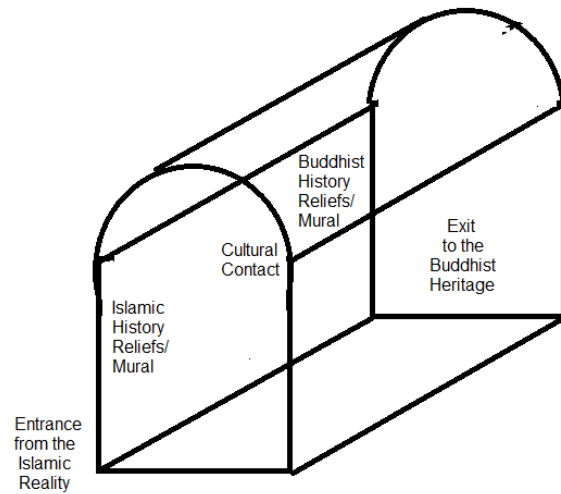 Buddhist
History
Reliefs/
Mural
Cultural
Contact
Exit
to the
Buddhist
Heritage
Islamic
History
Reliefs/
Mural
Entrance
from the
Islamic
Reality